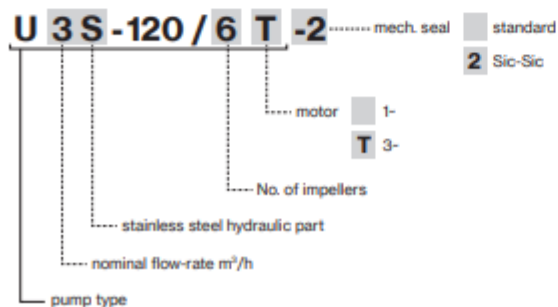 U 3 S - 120 / 6 T -2 mech. seal standard
2 Sic-Sic
motor 1~
T 3~
No. of impellers
stainless steel hydraulic part
nominal flow-rate m³/h
pump type